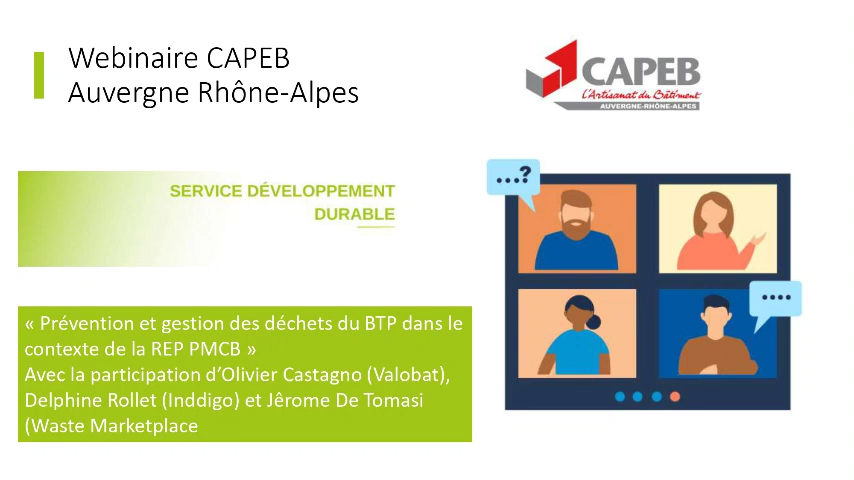 Webinaire CAPEB
Auvergne Rhône-Alpes
CAPEB
L'Artisanat du Bâtiment
AUVERGNE-RHÔNE-ALPES
SERVICE DÉVELOPPEMENT
DURABLE
...?
....
« Prévention et gestion des déchets du BTP dans le
contexte de la REP PMCB »
Avec la participation d'Olivier Castagno (Valobat),
Delphine Rollet (Inddigo) et Jêrome De Tomasi
(Waste Marketplace